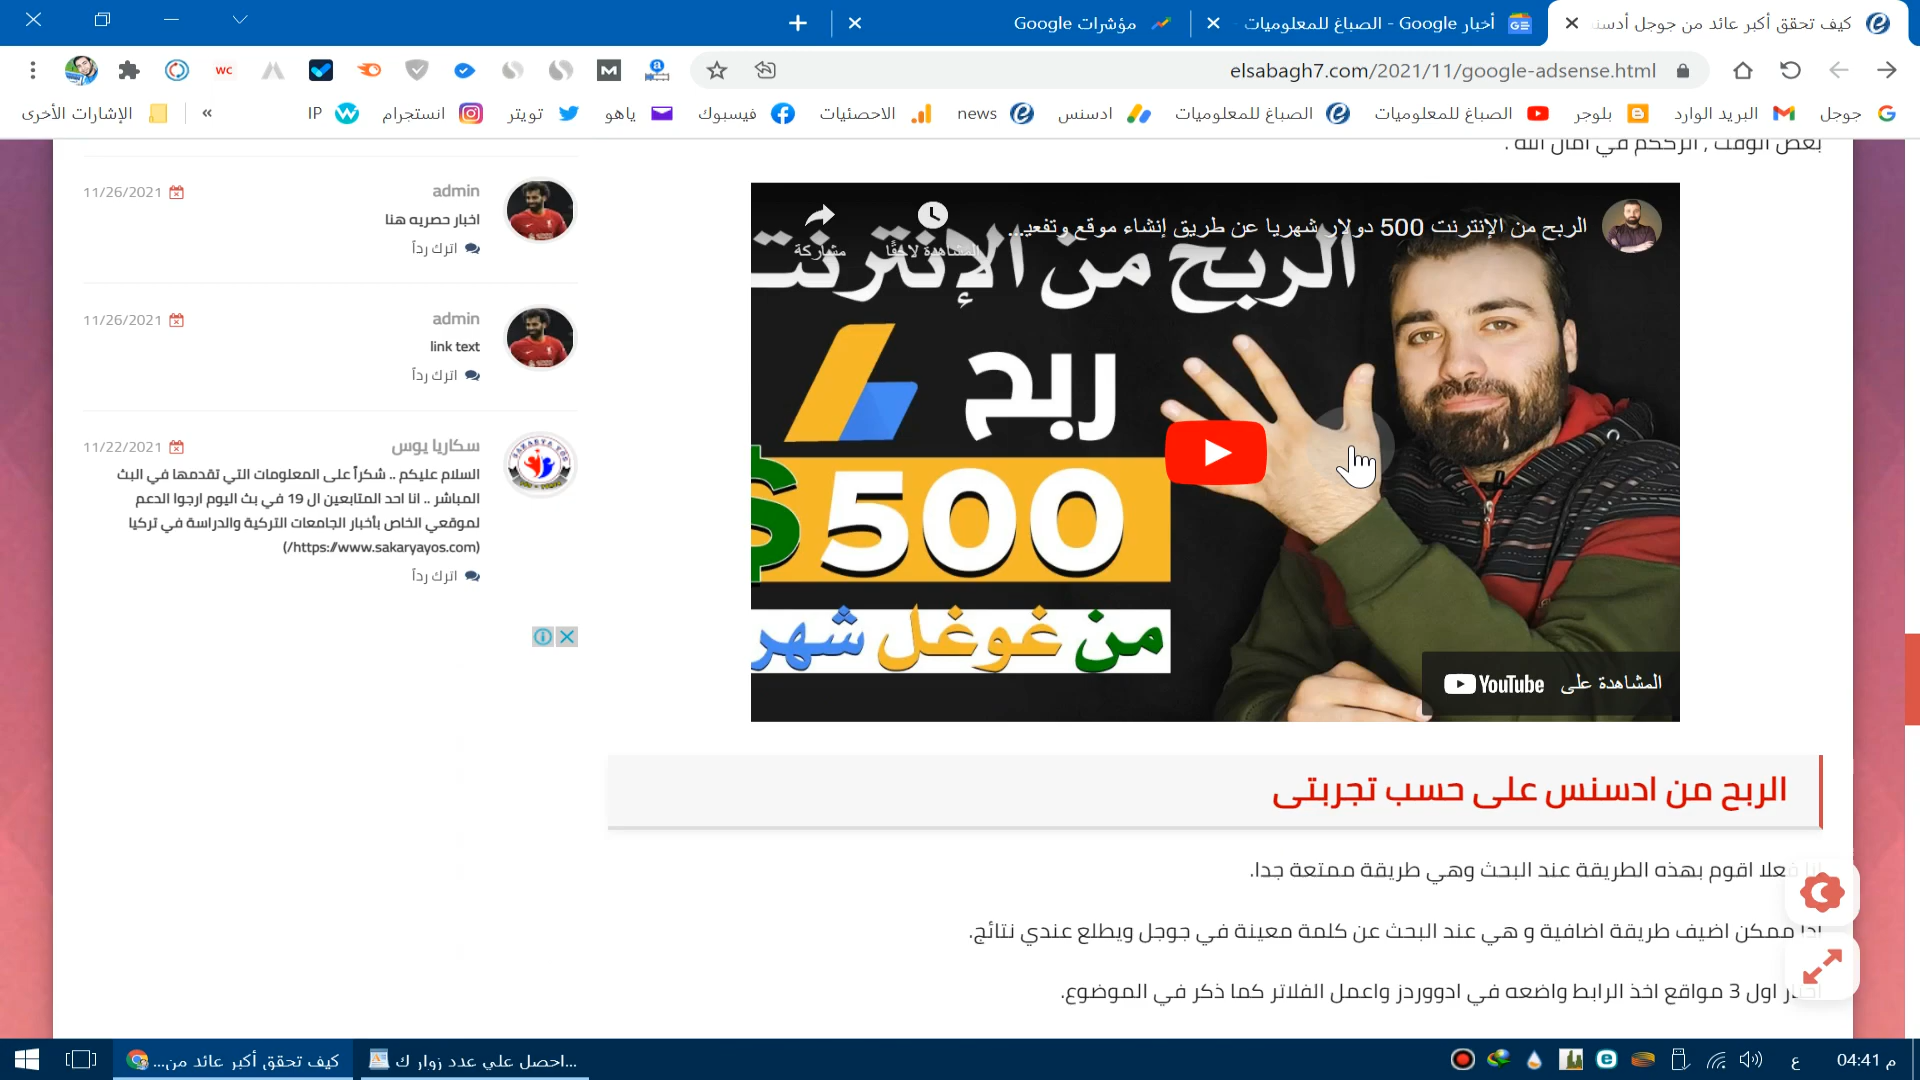 كيف تحقق أكبر عائد من جوجل أدسنس
أخبار Google - الصباغ للمعلوميات
مؤشرات Google
elsabagh7.com/2021/11/google-adsense.html
جوجل
البريد الوارد
بلوجر
الصباغ للمعلوميات
الصباغ للمعلوميات
ادسنس
news
الاحصئيات
فيسبوك
ياهو
تويتر
انستجرام
IP
»
الإشارات الأخرى
الربح من الإنترنت 500 دولار شهريا عن طريق إنشاء موقع وتفعيـ...
المشاهدة لاحقًا
مشاركة
الربح من الإنترنت
ربح
$500
من غوغل شهر
المشاهدة على YouTube
الربح من ادسنس على حسب تجربتى
انا فعلا اقوم بهذه الطريقة عند البحث وهي طريقة ممتعة جدا.
ممكن اضيف طريقة اضافية و هي عند البحث عن كلمة معينة في جوجل ويطلع عندي نتائج.
اول 3 مواقع اخذ الرابط واضعه في ادووردز واعمل الفلاتر كما ذكر في الموضوع.
admin
11/26/2021
اخبار حصريه هنا
اترك رداً
admin
11/26/2021
link text
اترك رداً
سكاريا يوس
11/22/2021
السلام عليكم .. شكراً على المعلومات التي تقدمها في البث
المباشر .. انا احد المتابعين ال 19 في بث اليوم ارجوا الدعم
لموقعي الخاص بأخبار الجامعات التركية والدراسة في تركيا
(https://www.sakaryayos.com/)
اترك رداً
كيف تحقق أكبر عائد من...
احصل علي عدد زوار ك...
ع
04:41 م